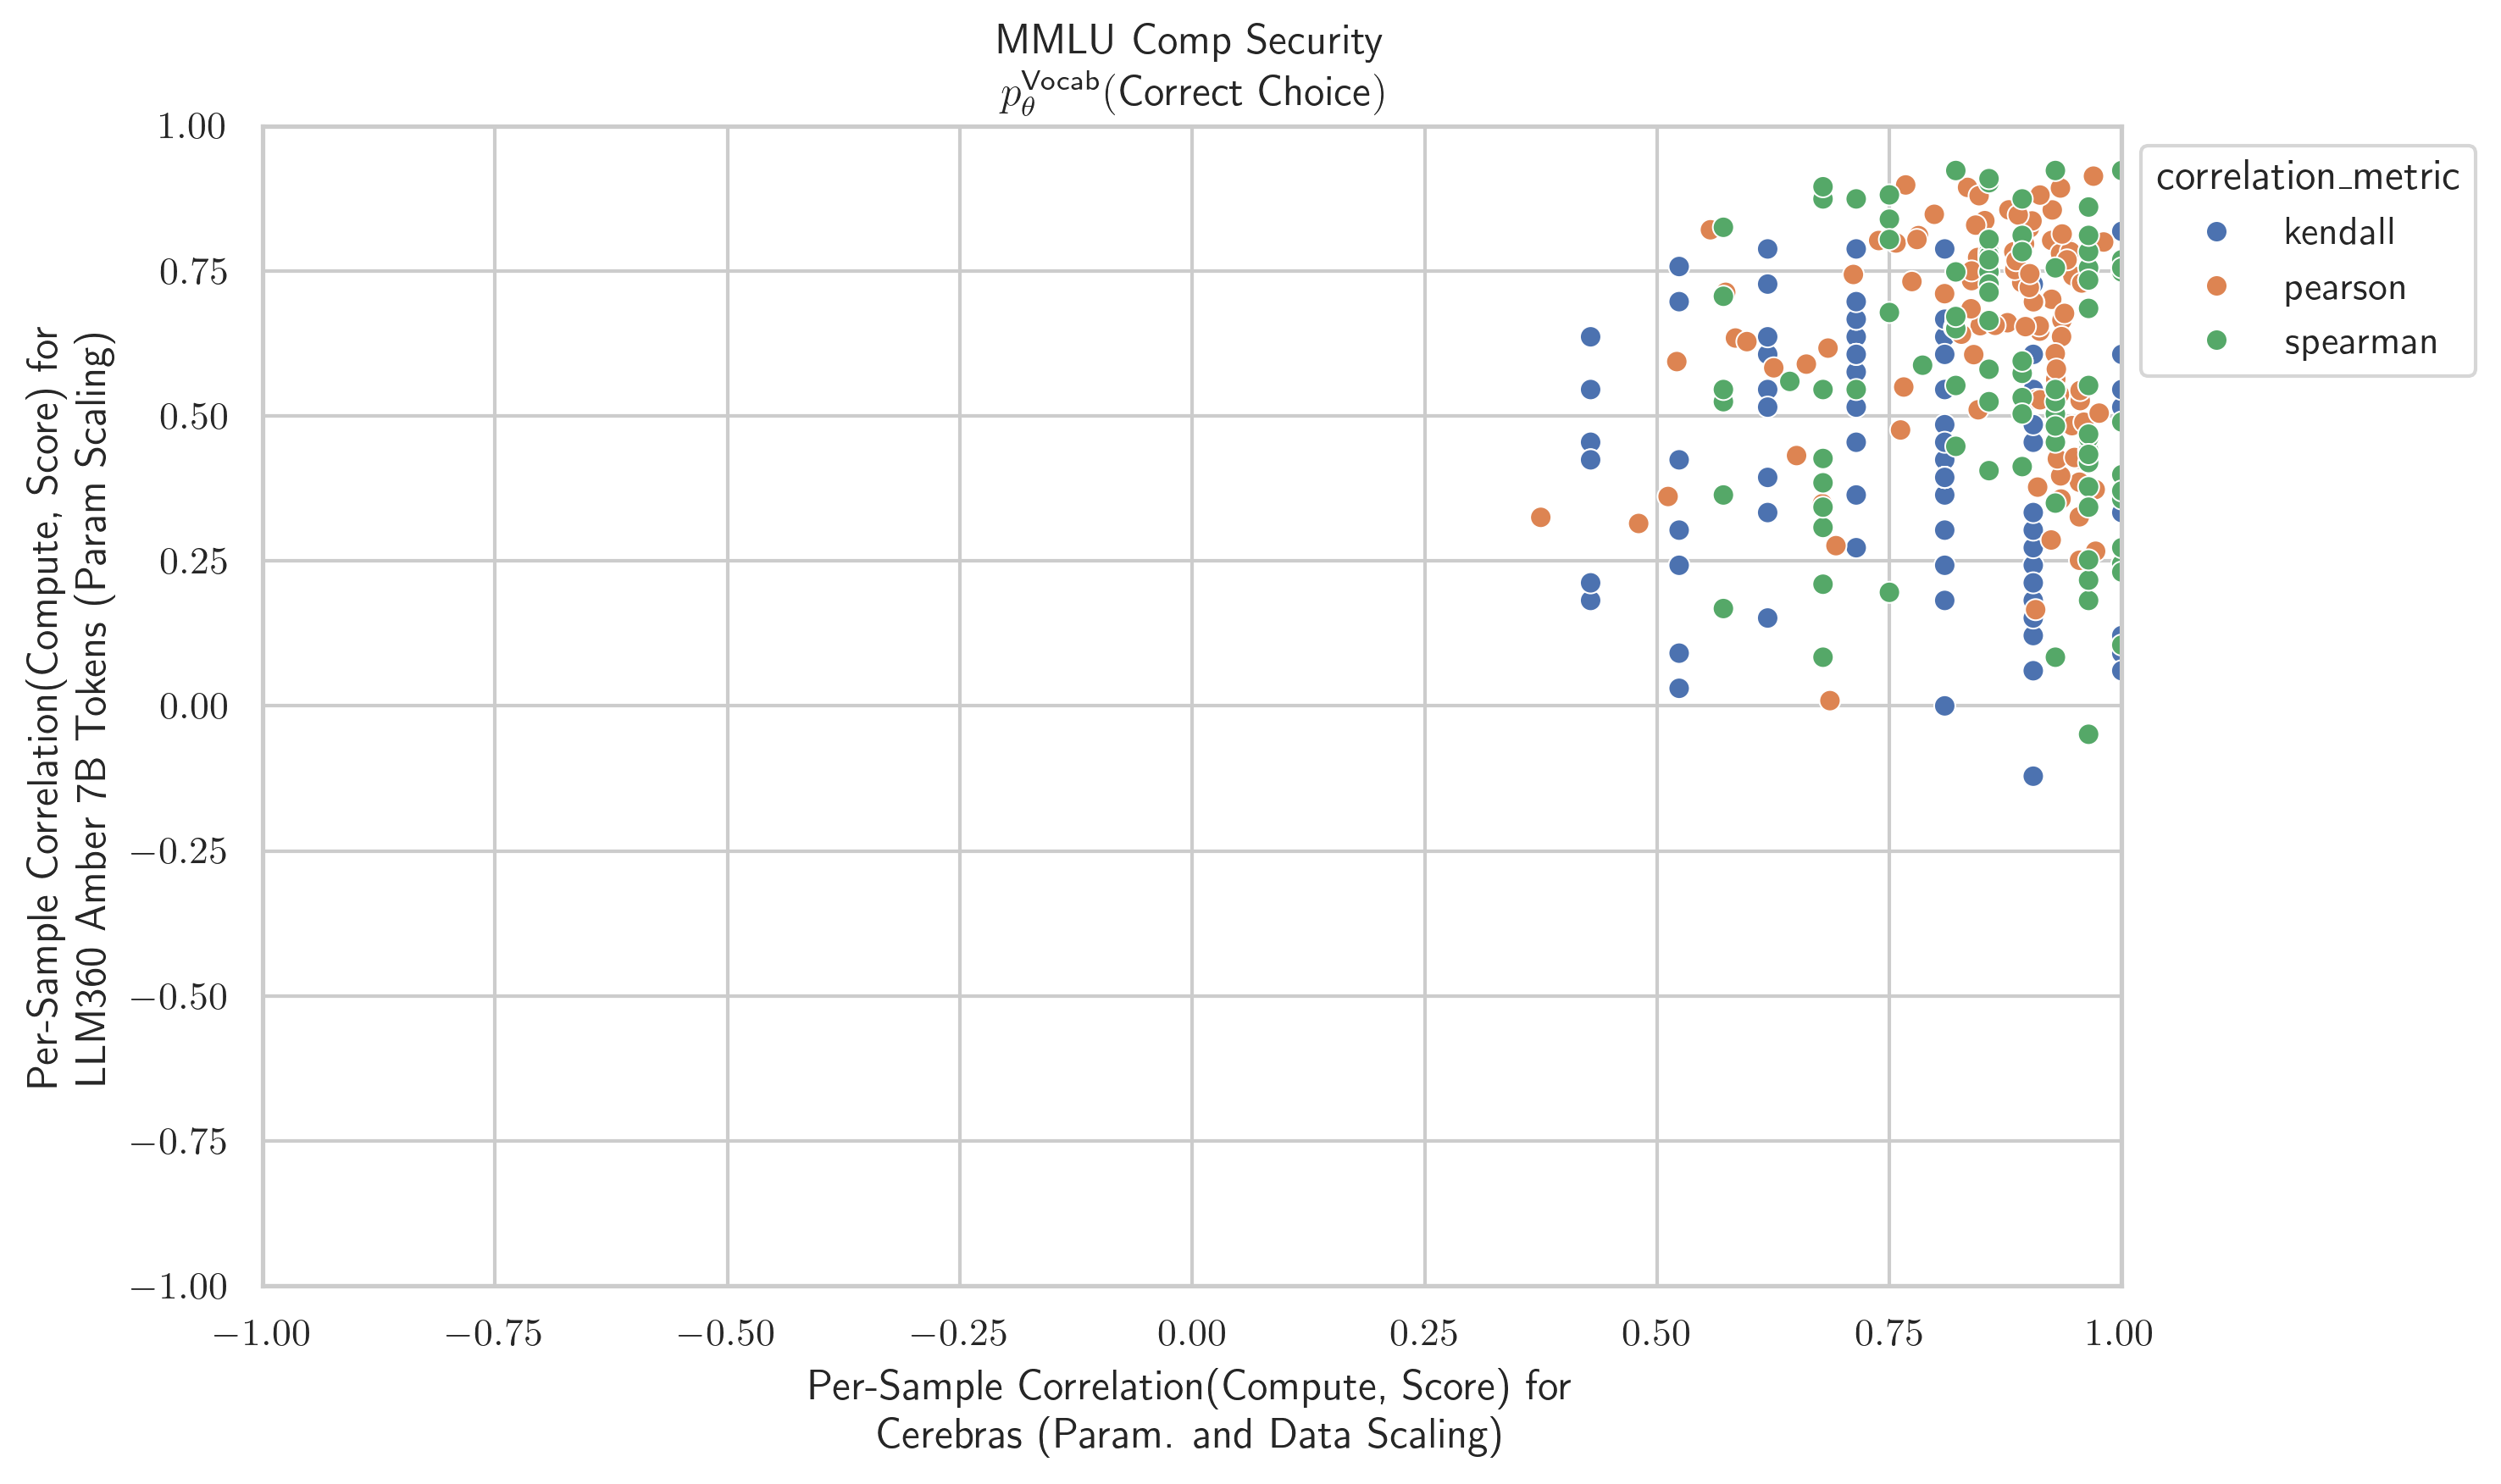 MMLU Comp Security
p_θ^Vocab(Correct Choice)
Per-Sample Correlation(Compute, Score) for
LLM360 Amber 7B Tokens (Param Scaling)
1.00
0.75
0.50
0.25
0.00
−0.25
−0.50
−0.75
−1.00
−1.00 −0.75 −0.50 −0.25 0.00 0.25 0.50 0.75 1.00
Per-Sample Correlation(Compute, Score) for
Cerebras (Param. and Data Scaling)
correlation_metric
kendall
pearson
spearman